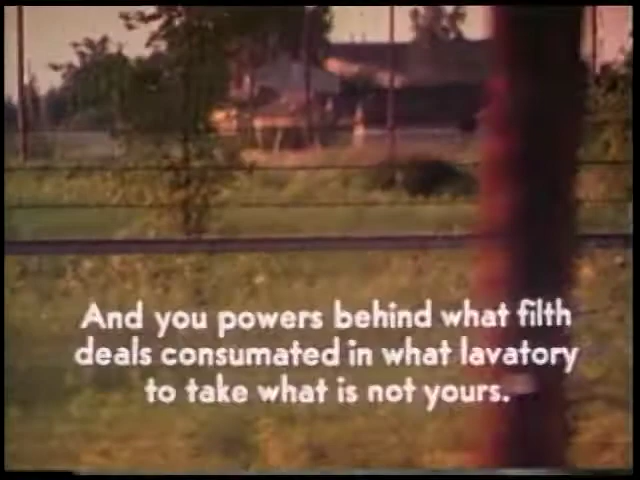 And you powers behind what filth
deals consumated in what lavatory
to take what is not yours.